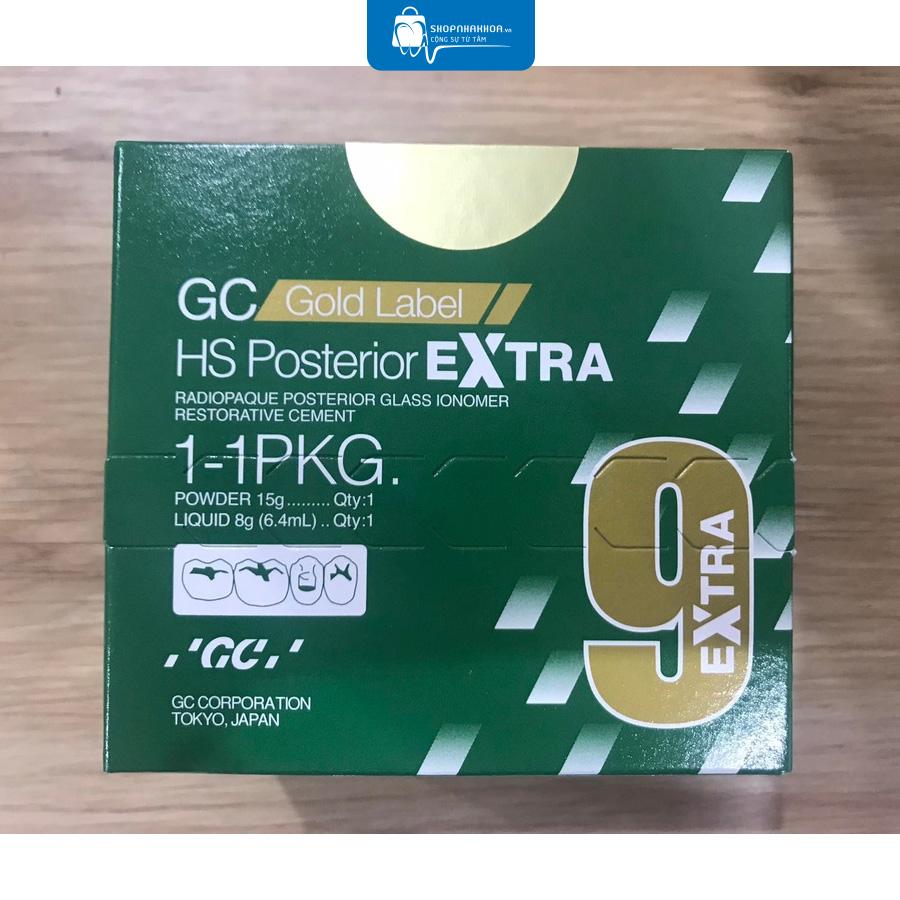 SHOPNHAKHOA.vn
CỘNG SỰ TỪ TÂM
GC Gold Label
HS Posterior EXTRA
RADIOPAQUE POSTERIOR GLASS IONOMER
RESTORATIVE CEMENT
1-1PKG.
POWDER 15g......... Qty:1
LIQUID 8g (6.4mL) .. Qty:1
9
EXTRA
GC
GC CORPORATION
TOKYO, JAPAN